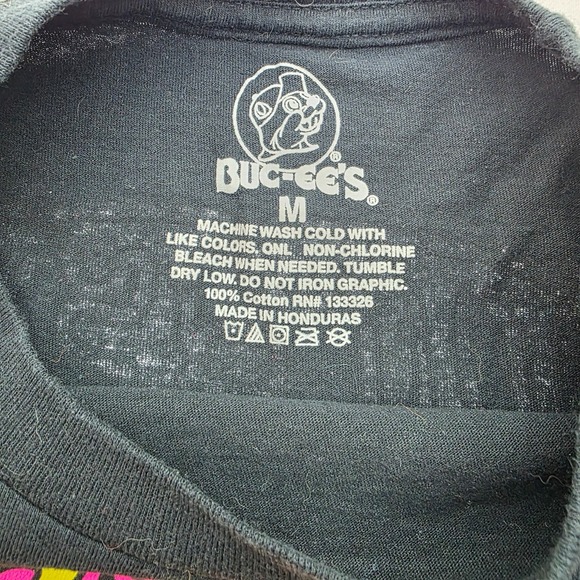 BUC-EE'S®
®
M
MACHINE WASH COLD WITH
LIKE COLORS, ONL NON-CHLORINE
BLEACH WHEN NEEDED. TUMBLE
DRY LOW. DO NOT IRON GRAPHIC.
100% Cotton RN# 133326
MADE IN HONDURAS